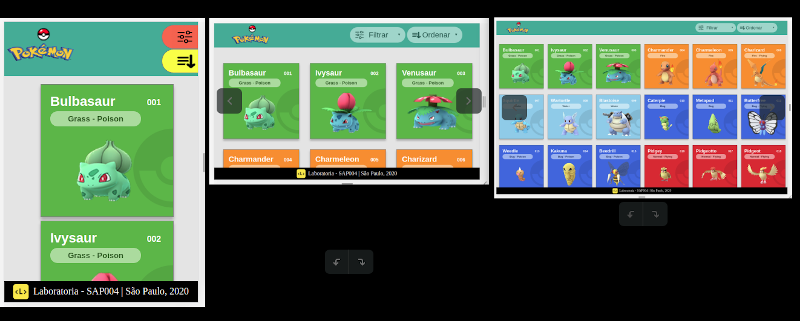 Pokémon
Bulbasaur
001
Grass - Poison
Ivysaur
002
Grass - Poison
Laboratoria - SAP004 | São Paulo, 2020
Pokémon
Filtrar
Ordenar
Bulbasaur
001
Grass - Poison
Ivysaur
002
Grass - Poison
Venusaur
003
Grass - Poison
Charmander
004
Charmeleon
005
Charizard
006
Laboratoria - SAP004 | São Paulo, 2020
Filtrar
Ordenar
Bulbasaur
Ivysaur
Venusaur
Charmander
Charmeleon
Charizard
Wartortle
Blastoise
Caterpie
Metapod
Butterfree
Weedle
Kakuna
Beedrill
Pidgey
Pidgeotto
Pidgeot
Laboratoria - SAP004 | São Paulo, 2020